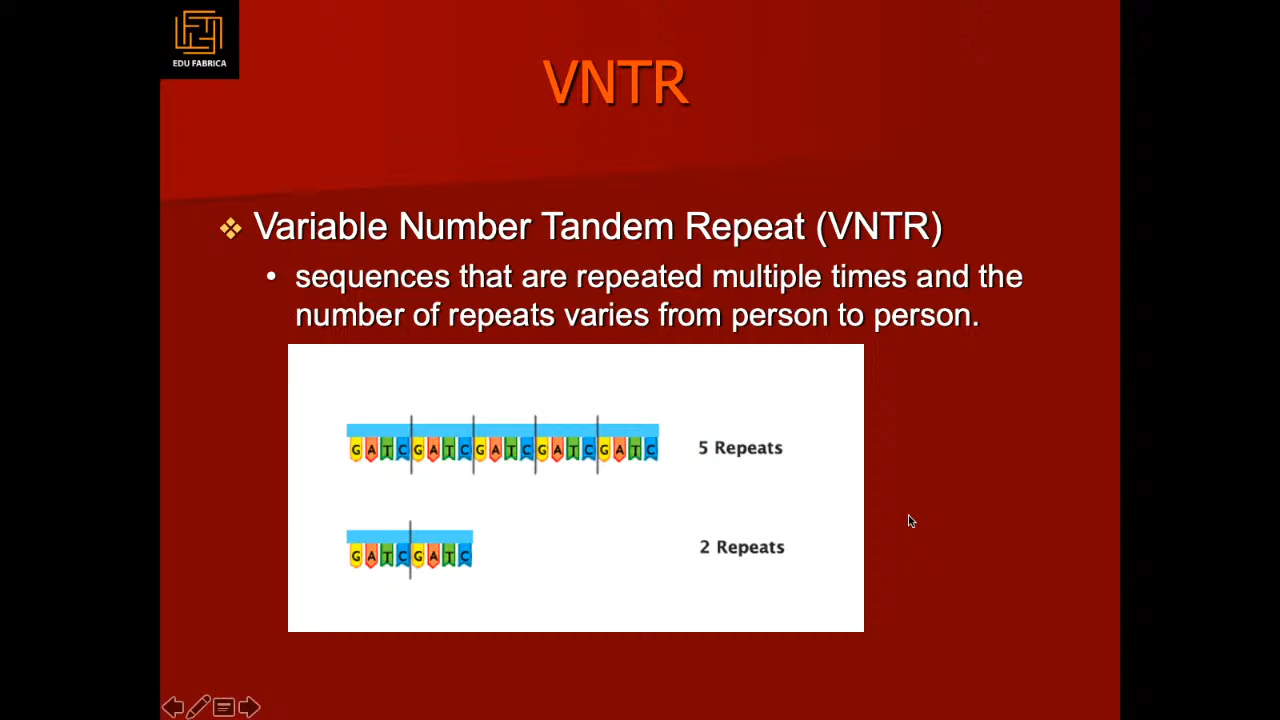 EDU FABRICA
VNTR
Variable Number Tandem Repeat (VNTR)
• sequences that are repeated multiple times and the
number of repeats varies from person to person.
GATCGATCGATCGATCGATC 5 Repeats
GATCGATC 2 Repeats